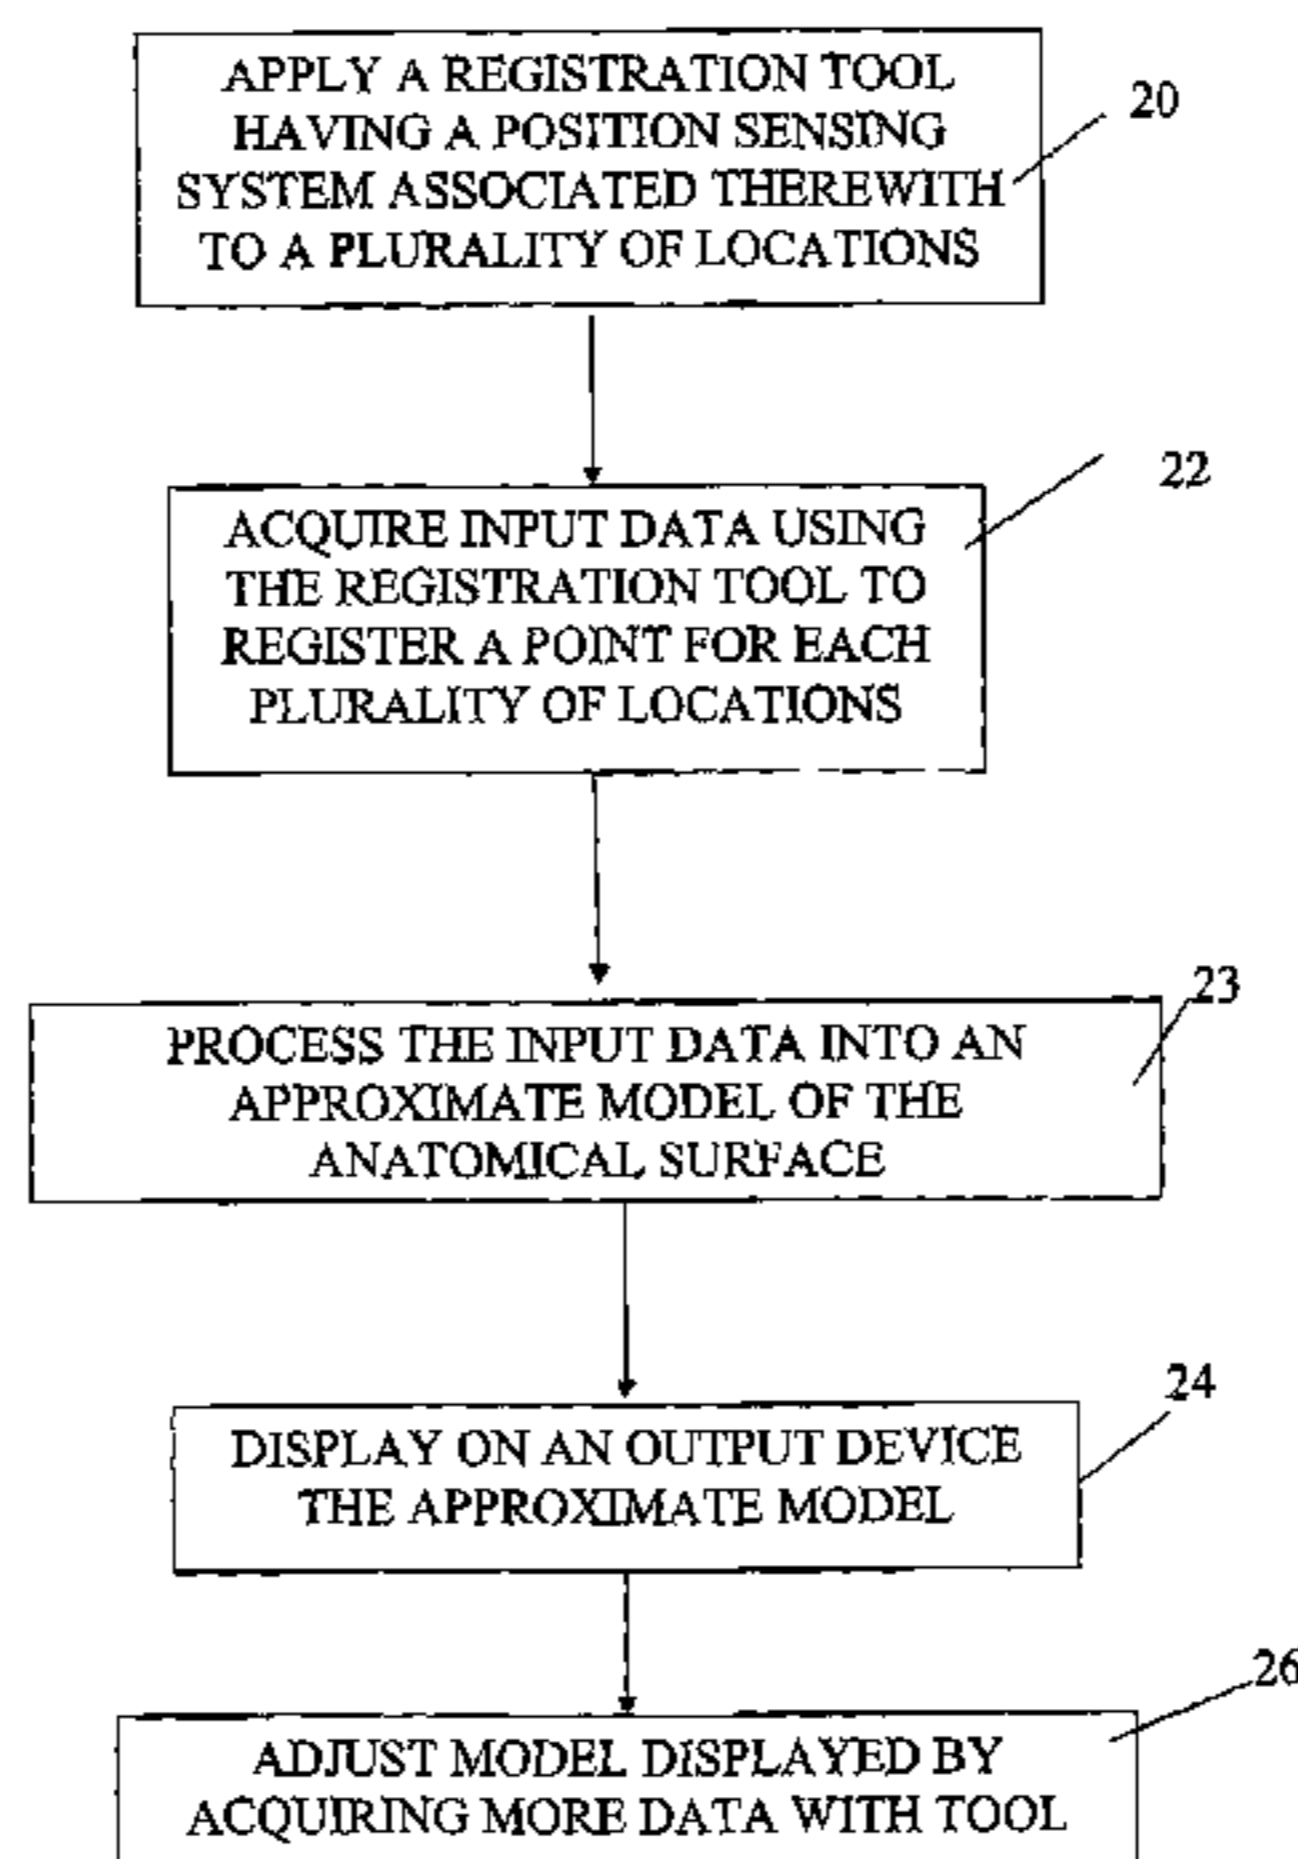 APPLY A REGISTRATION TOOL
HAVING A POSITION SENSING
SYSTEM ASSOCIATED THEREWITH
TO A PLURALITY OF LOCATIONS
20
ACQUIRE INPUT DATA USING
THE REGISTRATION TOOL TO
REGISTER A POINT FOR EACH
PLURALITY OF LOCATIONS
22
PROCESS THE INPUT DATA INTO AN
APPROXIMATE MODEL OF THE
ANATOMICAL SURFACE
23
DISPLAY ON AN OUTPUT DEVICE
THE APPROXIMATE MODEL
24
ADJUST MODEL DISPLAYED BY
ACQUIRING MORE DATA WITH TOOL
26